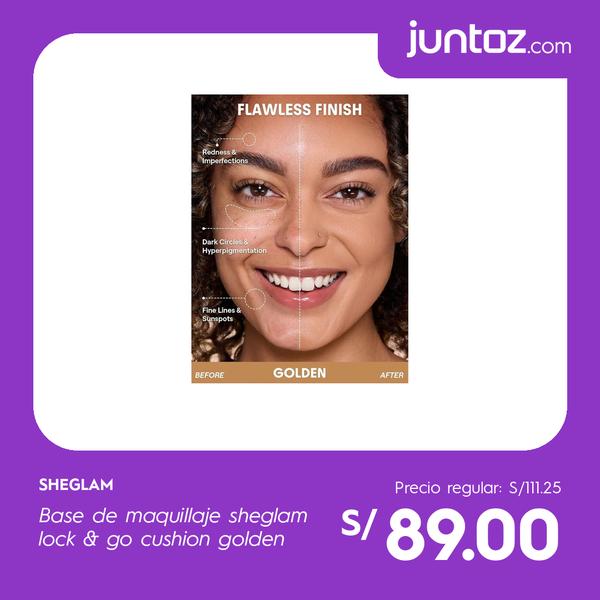 juntoz.com
FLAWLESS FINISH
Redness &
Imperfections
Dark Circles &
Hyperpigmentation
Fine Lines &
Sunspots
BEFORE
GOLDEN
AFTER
SHEGLAM
Base de maquillaje sheglam
lock & go cushion golden
Precio regular: S/111.25
S/89.00